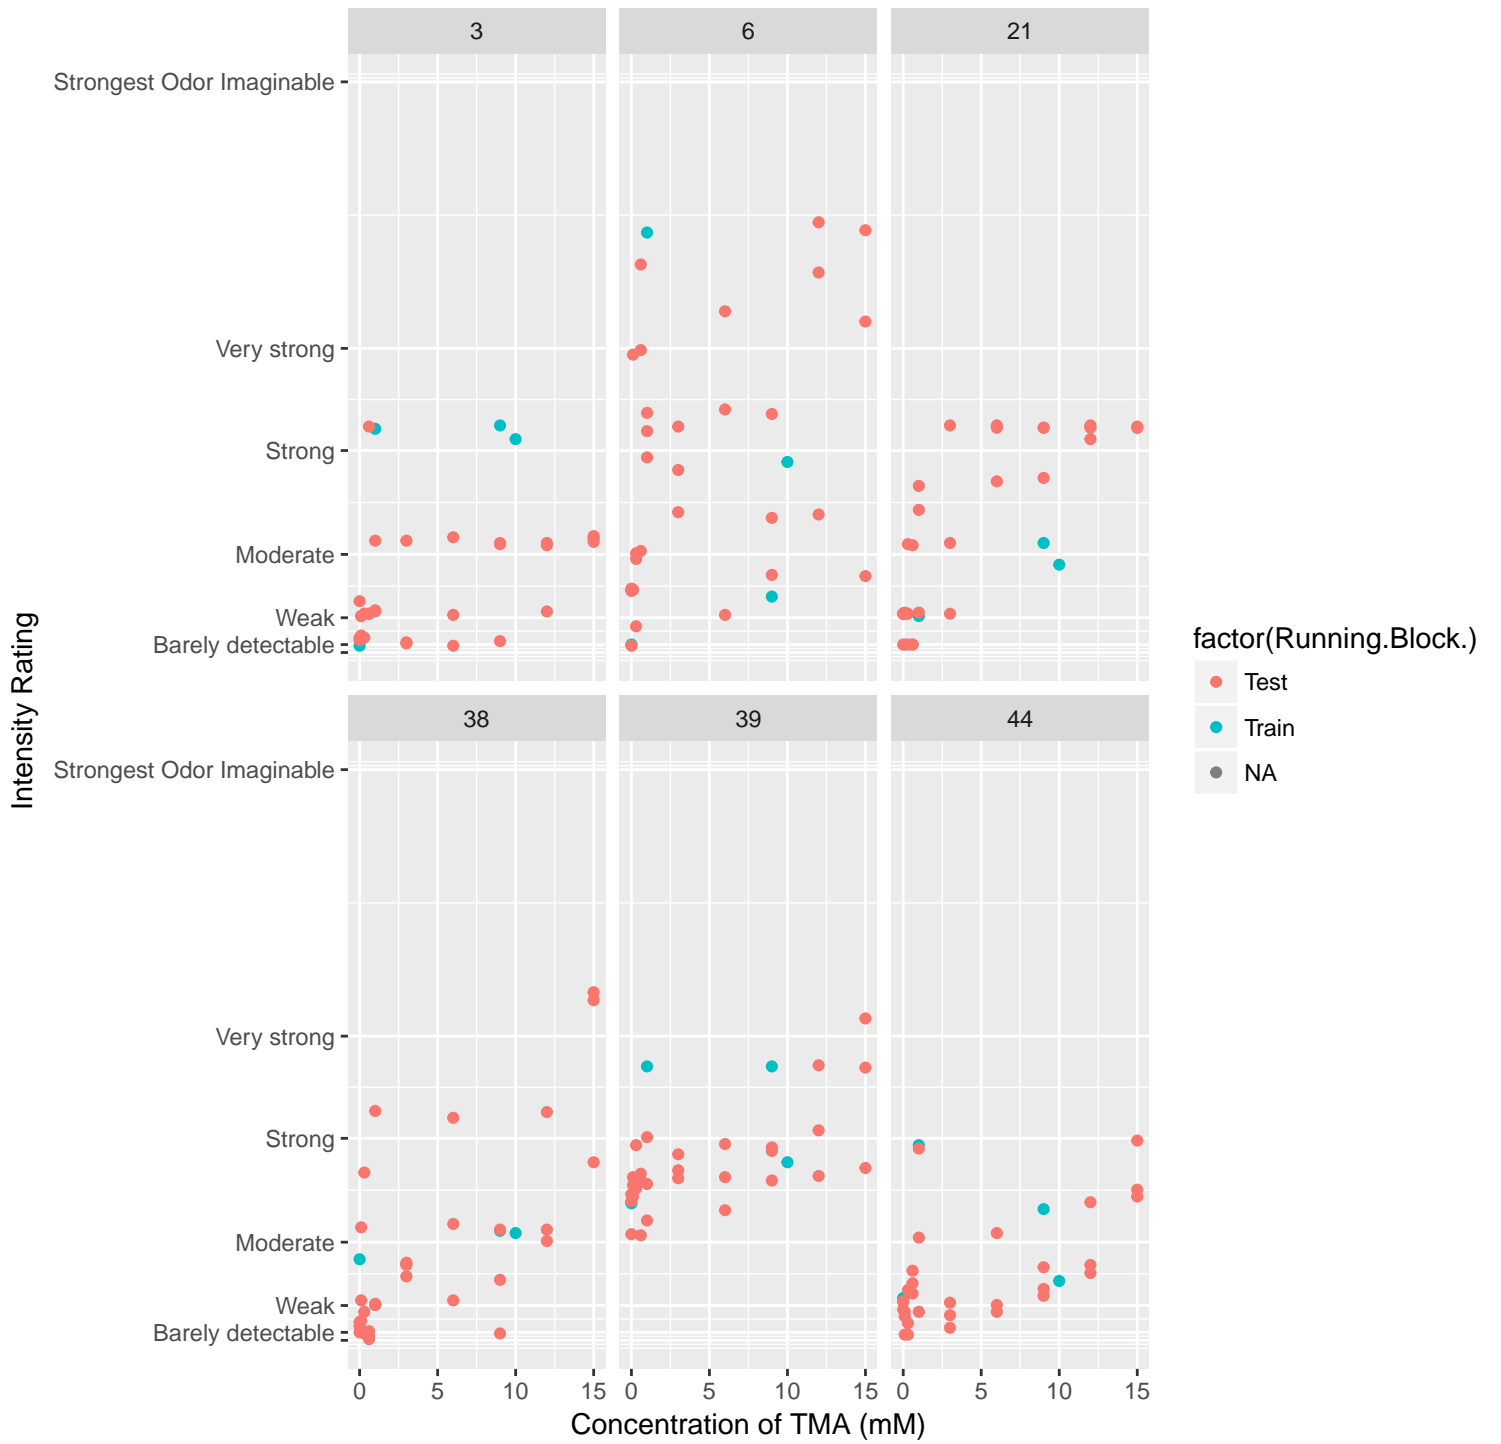 3 6 21
Strongest Odor Imaginable
Very strong
Strong
Moderate
Weak
Barely detectable
38 39 44
Strongest Odor Imaginable
Very strong
Strong
Moderate
Weak
Barely detectable
0 5 10 15 0 5 10 15 0 5 10 15
Concentration of TMA (mM)
Intensity Rating
factor(Running.Block.)
Test
Train
NA